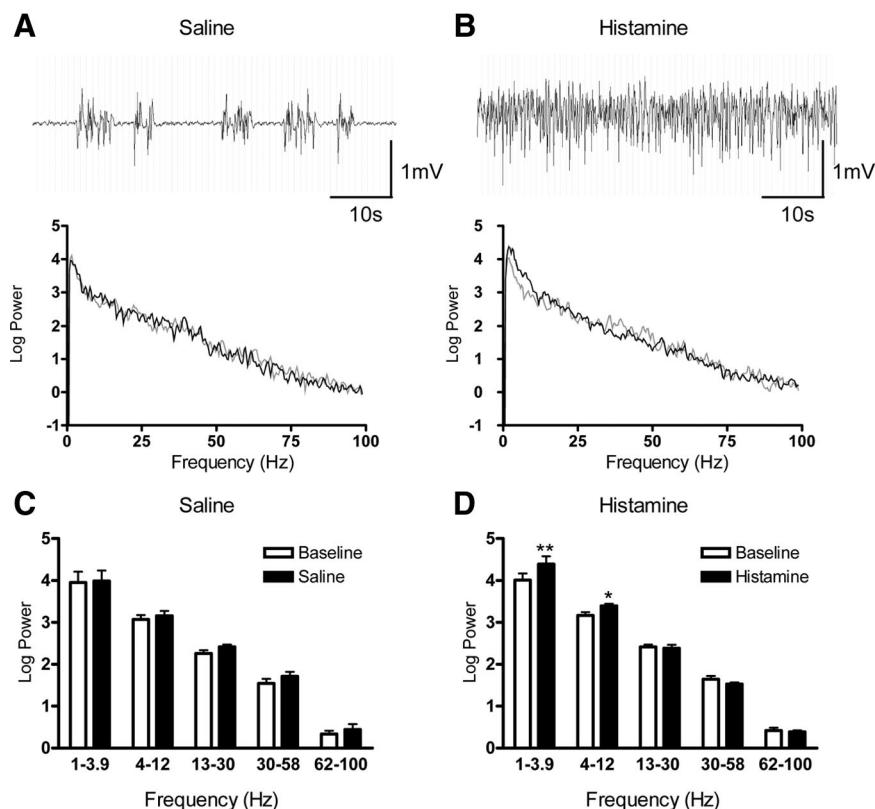 A
Saline
B
Histamine
1mV
10s
1mV
10s
5
4
3
2
1
0
-1
Log Power
0 25 50 75 100
Frequency (Hz)
5
4
3
2
1
0
-1
Log Power
0 25 50 75 100
Frequency (Hz)
C
Saline
Baseline
Saline
5
4
3
2
1
0
Log Power
1-3.9 4-12 13-30 30-58 62-100
Frequency (Hz)
D
Histamine
Baseline
Histamine
**
*
5
4
3
2
1
0
Log Power
1-3.9 4-12 13-30 30-58 62-100
Frequency (Hz)